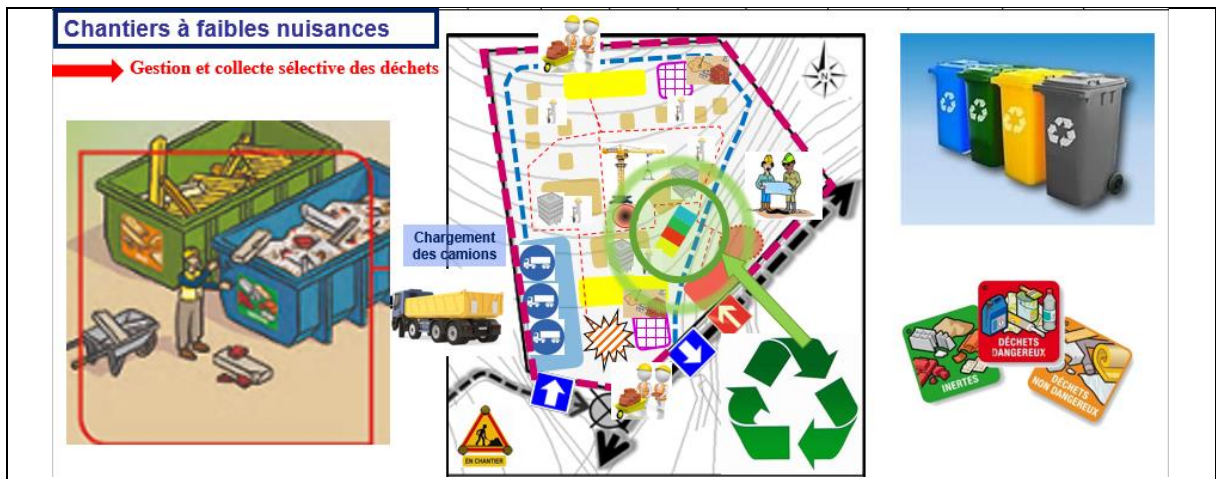 Chantiers à faibles nuisances
Gestion et collecte sélective des déchets
N
Chargement
des camions
EN CHANTIER
INERTES
DÉCHETS
DANGEREUX
DÉCHETS
NON DANGEREUX